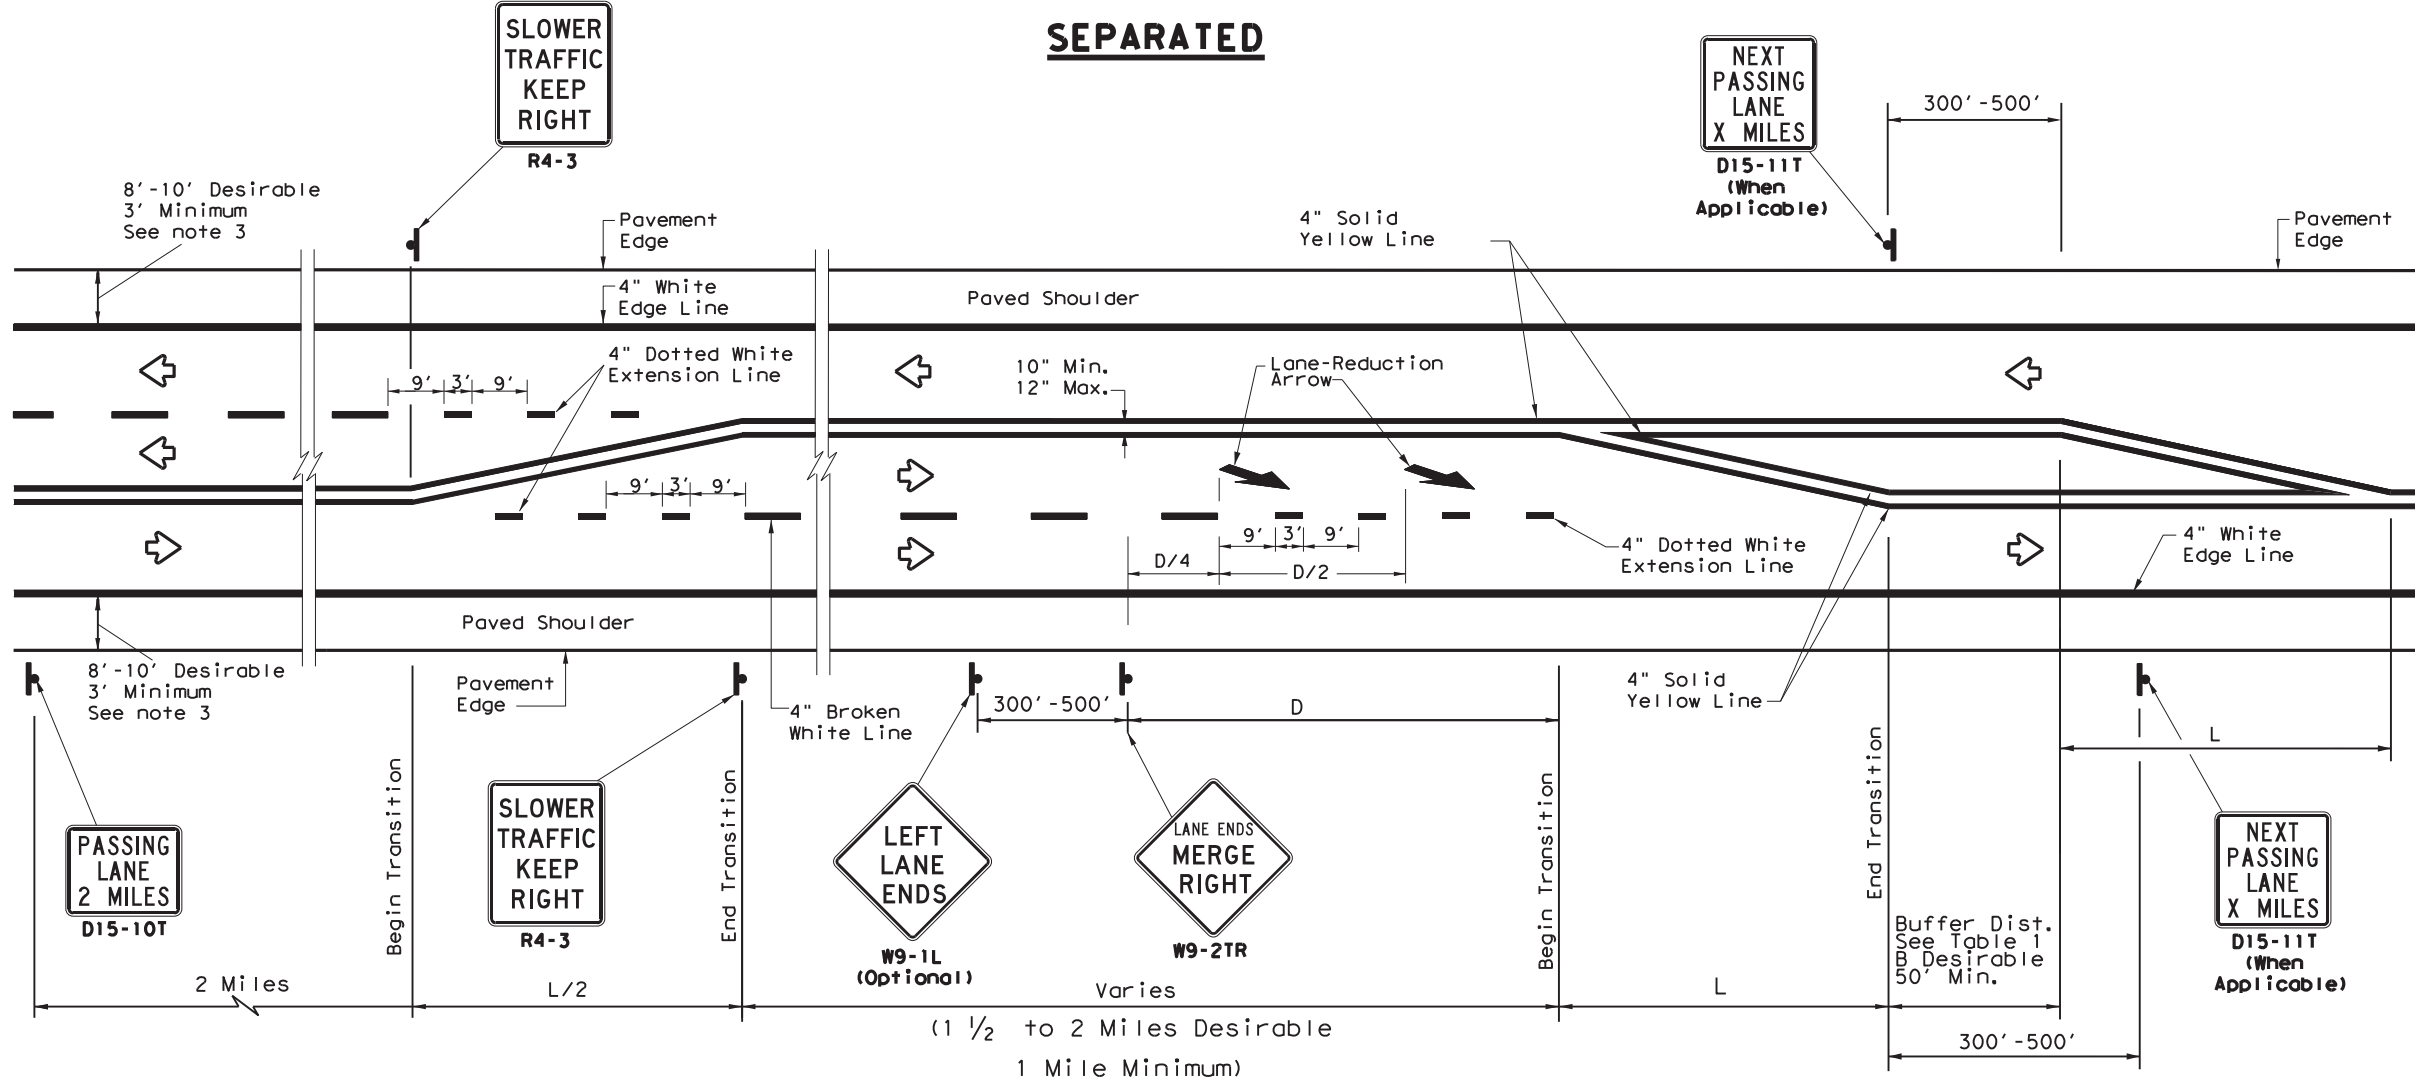 SEPARATED
SLOWER
TRAFFIC
KEEP
RIGHT
R4-3
NEXT
PASSING
LANE
X MILES
D15-11T
(When
Applicable)
300'-500'
8'-10' Desirable
3' Minimum
See note 3
Pavement
Edge
4" Solid
Yellow Line
Pavement
Edge
4" White
Edge Line
Paved Shoulder
4" Dotted White
Extension Line
9' 3' 9'
10" Min.
12" Max.
Lane-Reduction
Arrow
9' 3' 9'
9' 3' 9'
D/4
D/2
4" Dotted White
Extension Line
4" White
Edge Line
Paved Shoulder
8'-10' Desirable
3' Minimum
See note 3
Pavement
Edge
4" Broken
White Line
300'-500'
D
4" Solid
Yellow Line
L
PASSING
LANE
2 MILES
D15-10T
Begin Transition
SLOWER
TRAFFIC
KEEP
RIGHT
R4-3
End Transition
LEFT
LANE
ENDS
W9-1L
(Optional)
LANE ENDS
MERGE
RIGHT
W9-2TR
Begin Transition
End Transition
Buffer Dist.
See Table 1
B Desirable
50' Min.
NEXT
PASSING
LANE
X MILES
D15-11T
(When
Applicable)
2 Miles
L/2
Varies
(1 1/2 to 2 Miles Desirable
1 Mile Minimum)
L
300'-500'